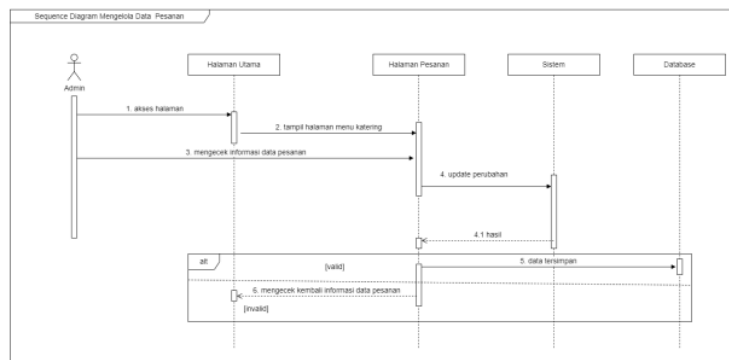 Sequence Diagram Mengelola Data Pesanan
Halaman Utama
Halaman Pesanan
Sistem
Database
Admin
1. akses halaman
2. tampil halaman menu katering
3. mengecek informasi data pesanan
4. update perubahan
4.1 hasil
alt
[valid]
5. data tersimpan
6. mengecek kembali informasi data pesanan
[invalid]